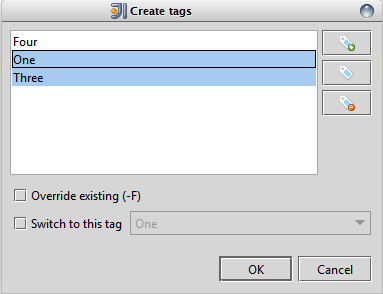 Create tags
Four
One
Three
Override existing (-F)
Switch to this tag One
OK Cancel